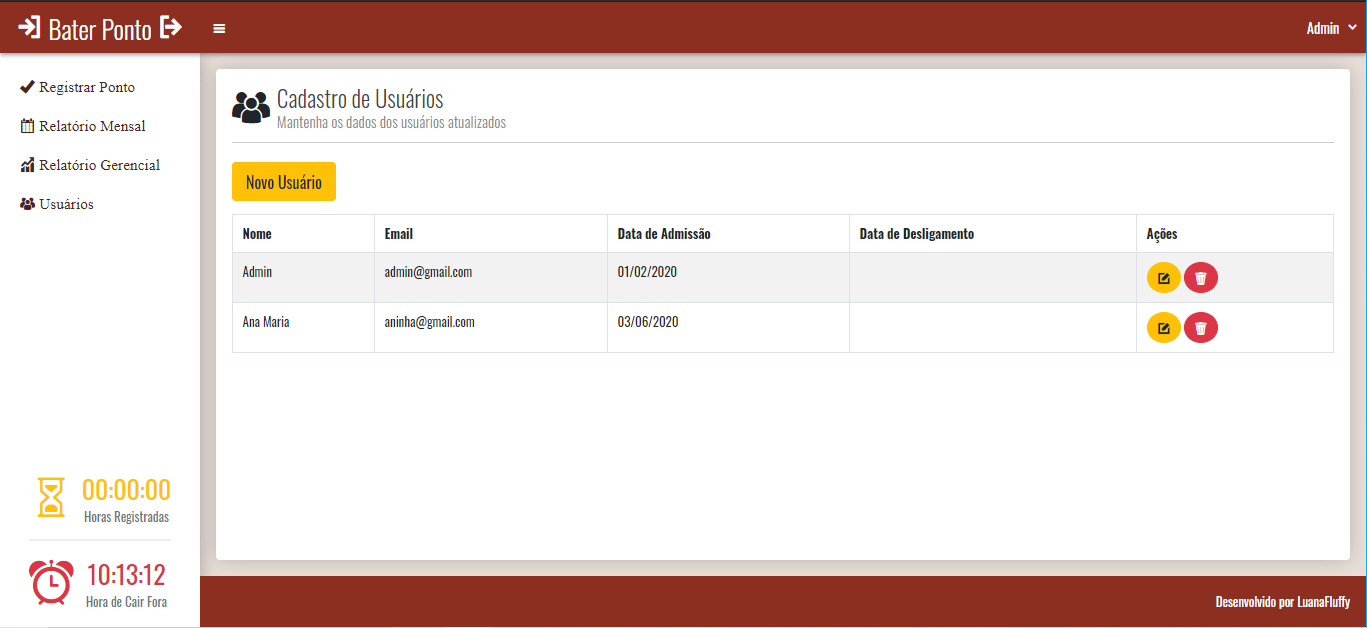 Bater Ponto
Admin
Registrar Ponto
Relatório Mensal
Relatório Gerencial
Usuários
Cadastro de Usuários
Mantenha os dados dos usuários atualizados
Novo Usuário
Nome Email Data de Admissão Data de Desligamento Ações
Admin admin@gmail.com 01/02/2020
Ana Maria aninha@gmail.com 03/06/2020
00:00:00
Horas Registradas
10:13:12
Hora de Cair Fora
Desenvolvido por LuanaFluffy